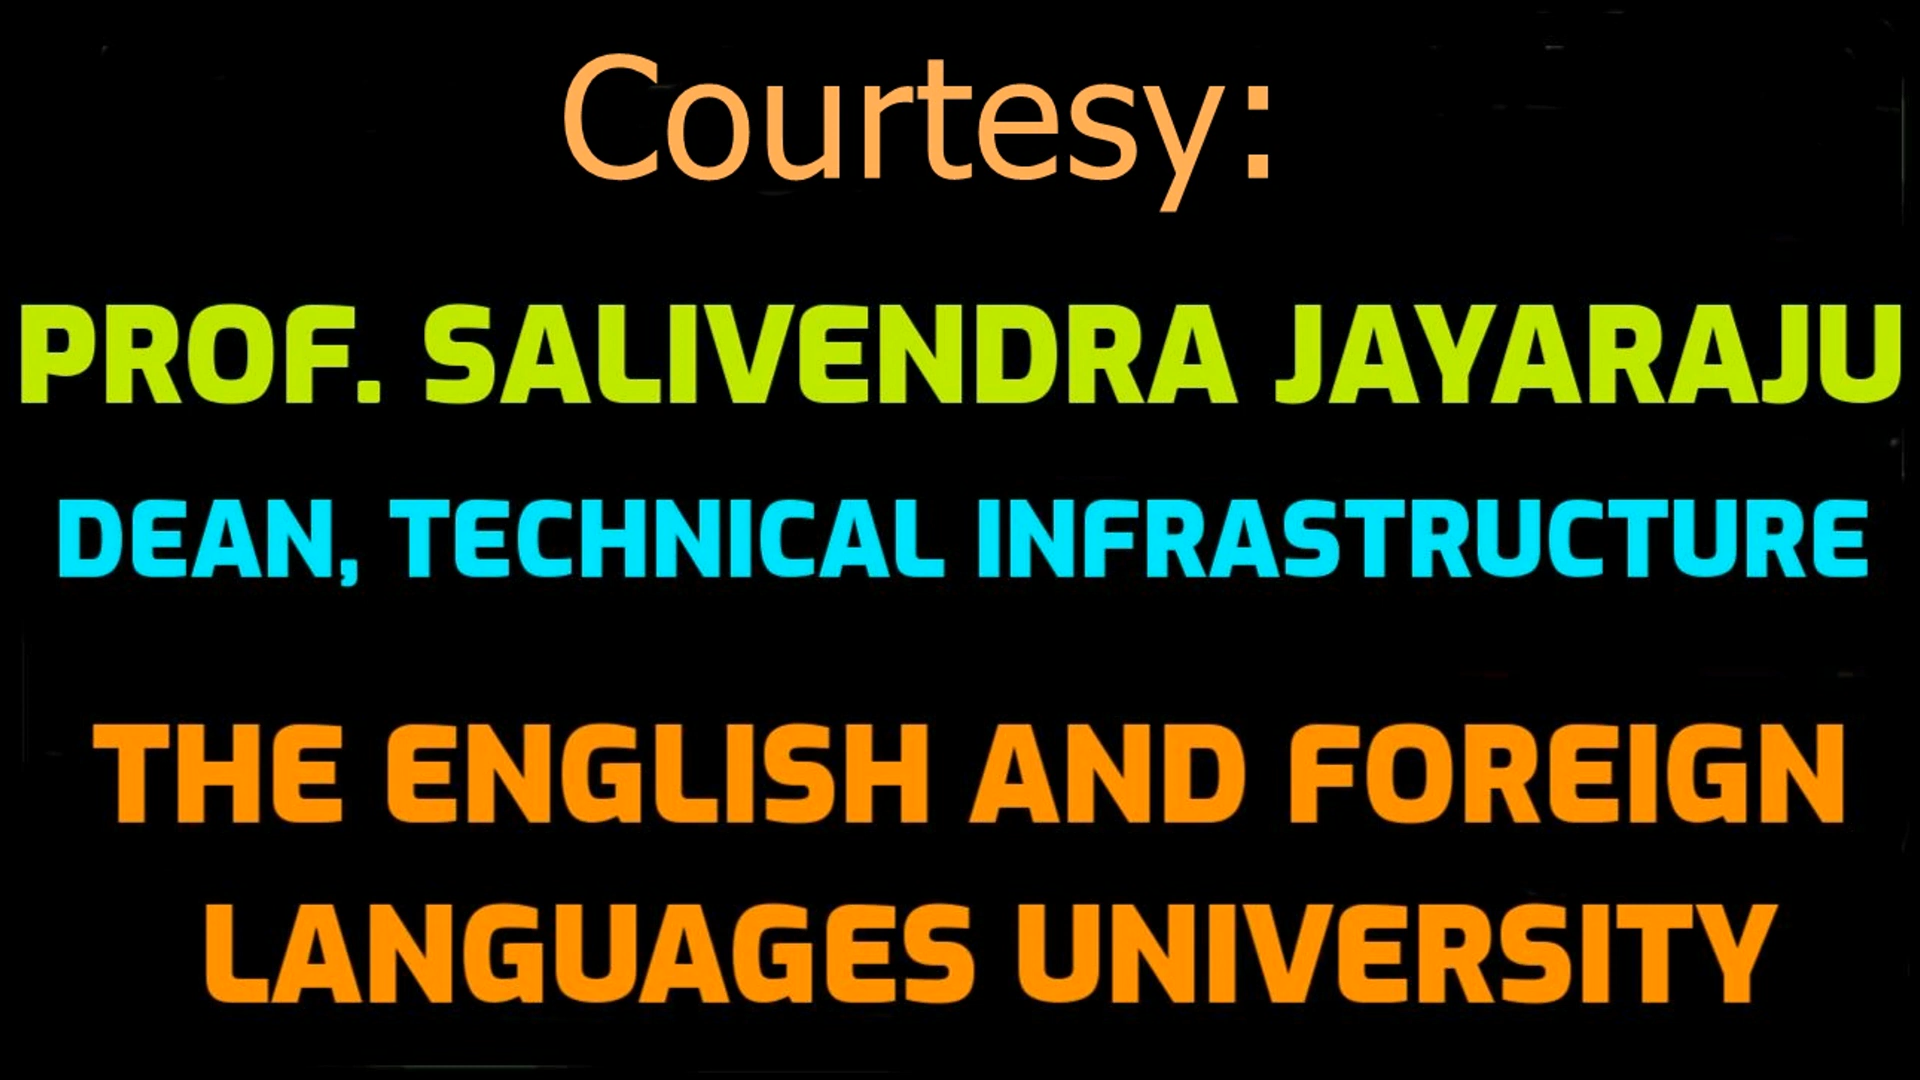 Courtesy:
PROF. SALIVENDRA JAYARAJU
DEAN, TECHNICAL INFRASTRUCTURE
THE ENGLISH AND FOREIGN
LANGUAGES UNIVERSITY